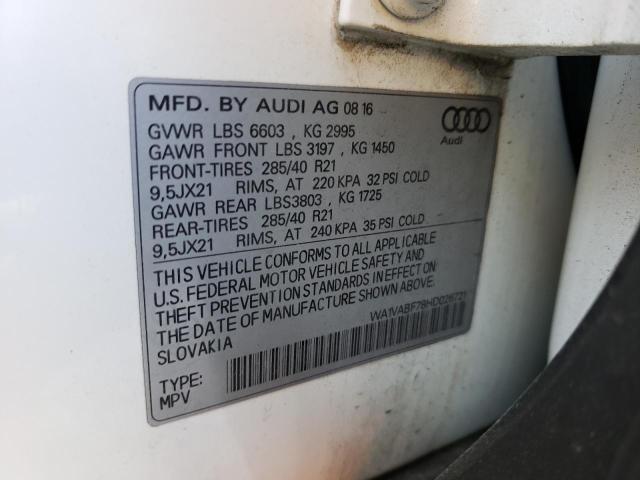 MFD. BY AUDI AG 08 16
GVWR LBS 6603 , KG 2995
GAWR FRONT LBS 3197 , KG 1450
FRONT-TIRES 285/40 R21
9,5JX21 RIMS, AT 220 KPA 32 PSI COLD
GAWR REAR LBS3803 , KG 1725
REAR-TIRES 285/40 R21
9,5JX21 RIMS, AT 240 KPA 35 PSI COLD
THIS VEHICLE CONFORMS TO ALL APPLICABLE
U.S. FEDERAL MOTOR VEHICLE SAFETY AND
THEFT PREVENTION STANDARDS IN EFFECT ON
THE DATE OF MANUFACTURE SHOWN ABOVE
SLOVAKIA
WA1VABF78HD026721
TYPE:
MPV
Audi